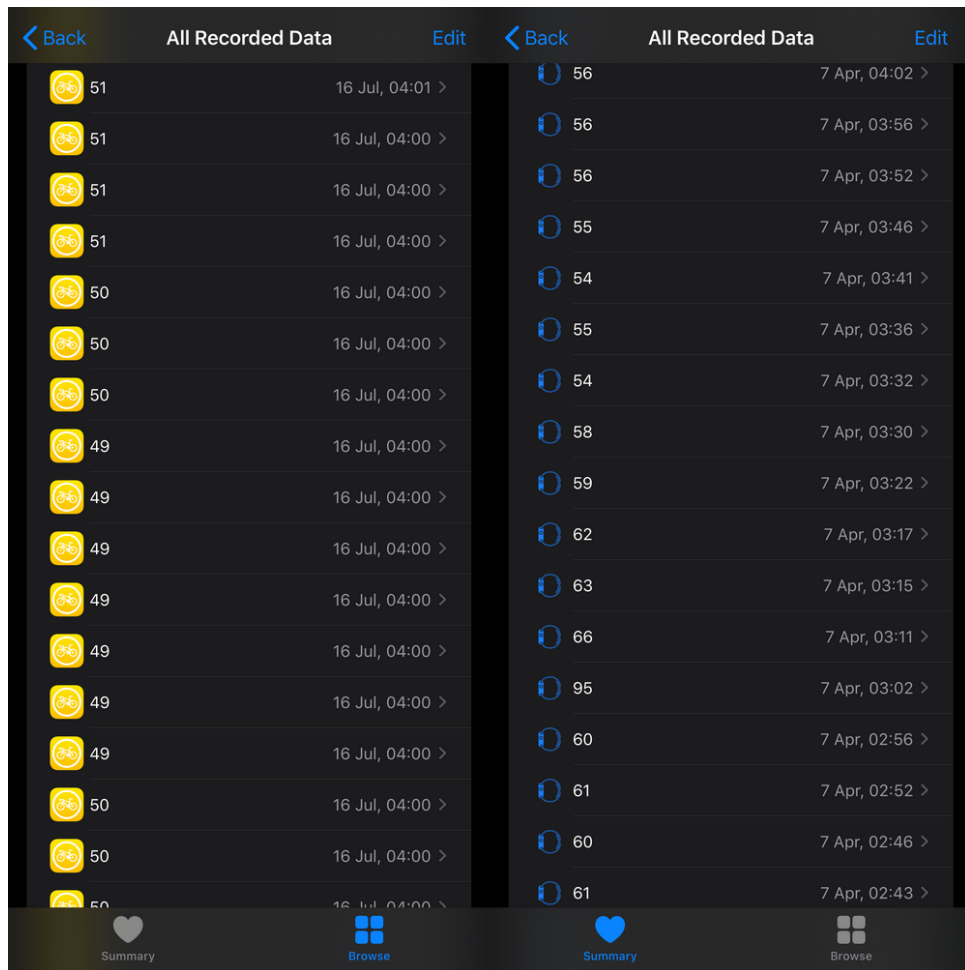 Back All Recorded Data Edit
51 16 Jul, 04:01
51 16 Jul, 04:00
51 16 Jul, 04:00
51 16 Jul, 04:00
50 16 Jul, 04:00
50 16 Jul, 04:00
50 16 Jul, 04:00
49 16 Jul, 04:00
49 16 Jul, 04:00
49 16 Jul, 04:00
49 16 Jul, 04:00
49 16 Jul, 04:00
49 16 Jul, 04:00
49 16 Jul, 04:00
50 16 Jul, 04:00
50 16 Jul, 04:00
50 16 Jul, 04:00
Summary Browse
Back All Recorded Data Edit
56 7 Apr, 04:02
56 7 Apr, 03:56
56 7 Apr, 03:52
55 7 Apr, 03:46
54 7 Apr, 03:41
55 7 Apr, 03:36
54 7 Apr, 03:32
58 7 Apr, 03:30
59 7 Apr, 03:22
62 7 Apr, 03:17
63 7 Apr, 03:15
66 7 Apr, 03:11
95 7 Apr, 03:02
60 7 Apr, 02:56
61 7 Apr, 02:52
60 7 Apr, 02:46
61 7 Apr, 02:43
Summary Browse